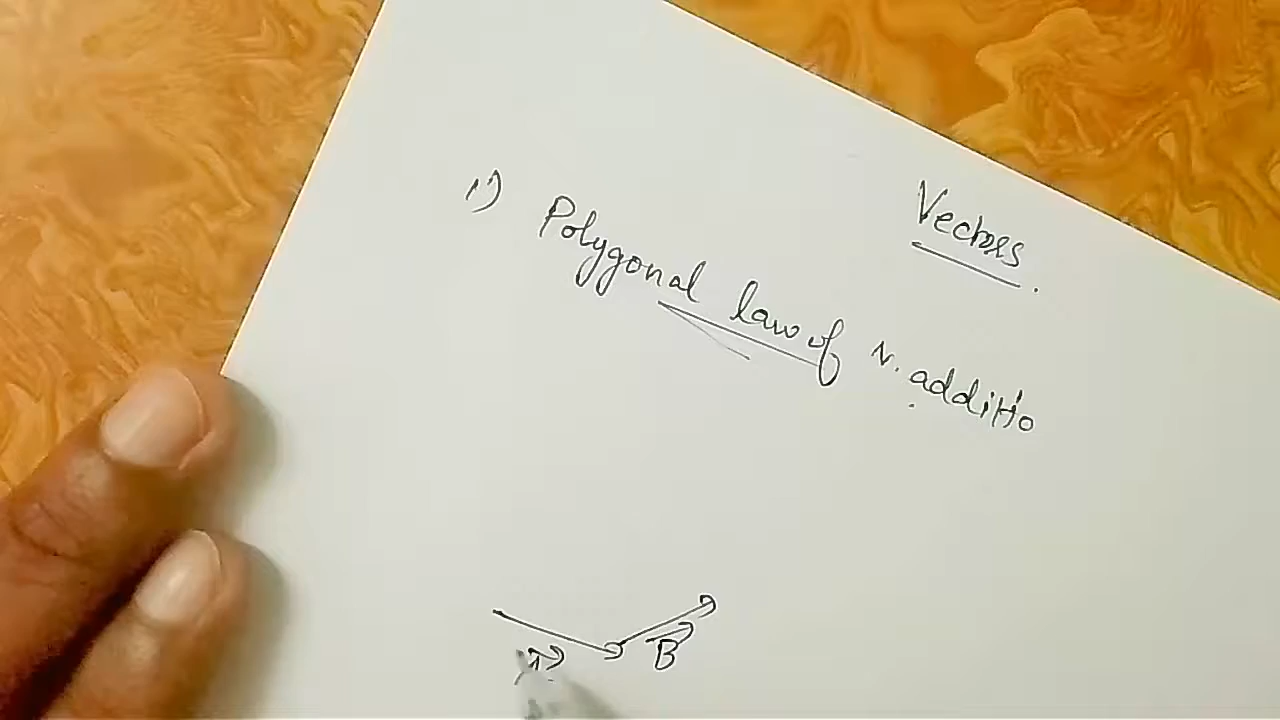 Vectors.
1) Polygonal law of v. additio
B